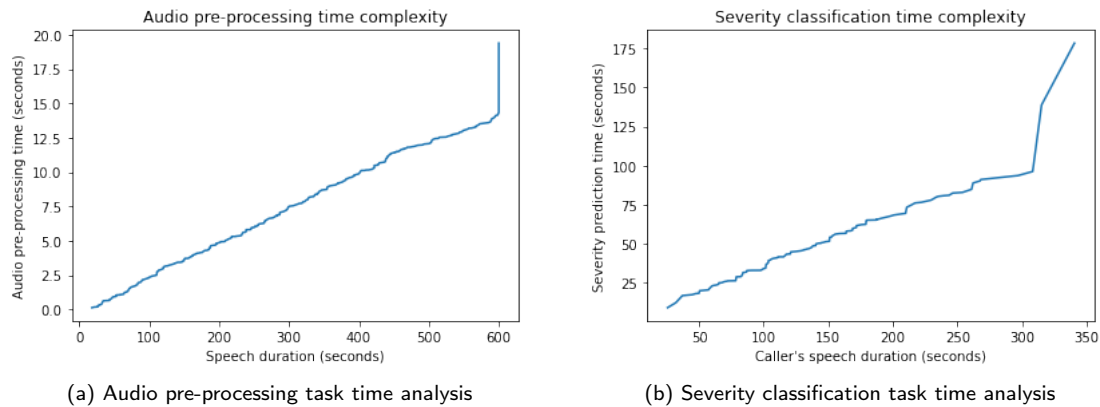 Audio pre-processing time complexity
20.0
17.5
15.0
12.5
10.0
7.5
5.0
2.5
0.0
Audio pre-processing time (seconds)
0 100 200 300 400 500 600
Speech duration (seconds)
(a) Audio pre-processing task time analysis
Severity classification time complexity
175
150
125
100
75
50
25
Severity prediction time (seconds)
50 100 150 200 250 300 350
Caller's speech duration (seconds)
(b) Severity classification task time analysis